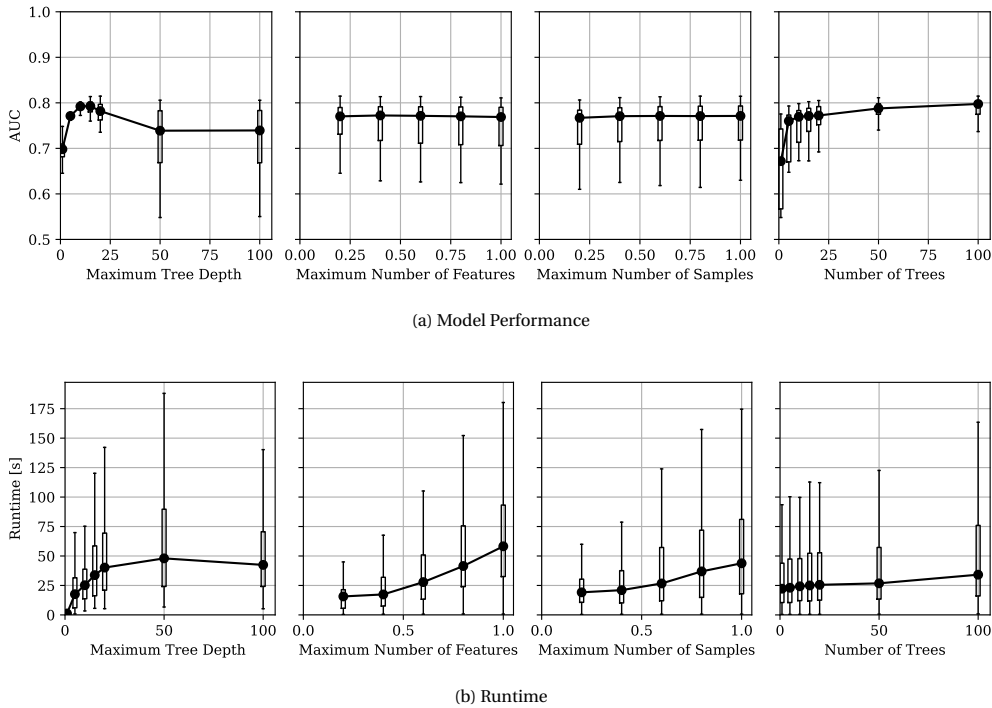 1.0
0.9
0.8
0.7
0.6
0.5
AUC
0 25 50 75 100
0.00 0.25 0.50 0.75 1.00
0.00 0.25 0.50 0.75 1.00
0 25 50 75 100
Maximum Tree Depth
Maximum Number of Features
Maximum Number of Samples
Number of Trees
(a) Model Performance
175
150
125
100
75
50
25
0
Runtime [s]
0 50 100
0.0 0.5 1.0
0.0 0.5 1.0
0 50 100
Maximum Tree Depth
Maximum Number of Features
Maximum Number of Samples
Number of Trees
(b) Runtime